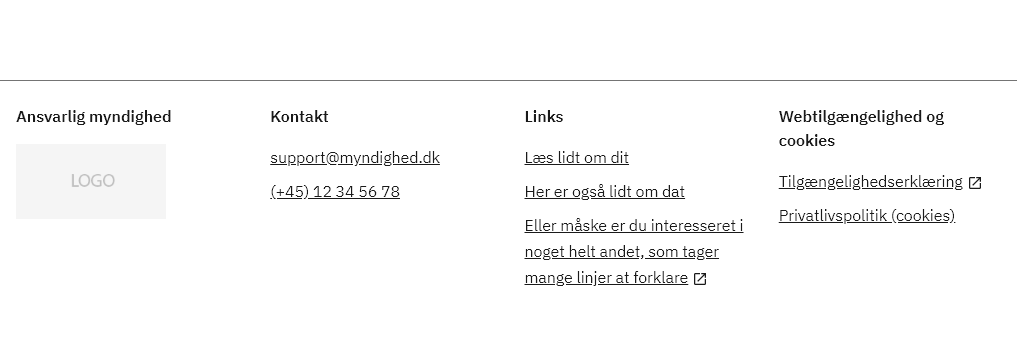 Ansvarlig myndighed
LOGO
Kontakt
support@myndighed.dk
(+45) 12 34 56 78
Links
Læs lidt om dit
Her er også lidt om dat
Eller måske er du interesseret i
noget helt andet, som tager
mange linjer at forklare
Webtilgængelighed og
cookies
Tilgængelighedserklæring
Privatlivspolitik (cookies)